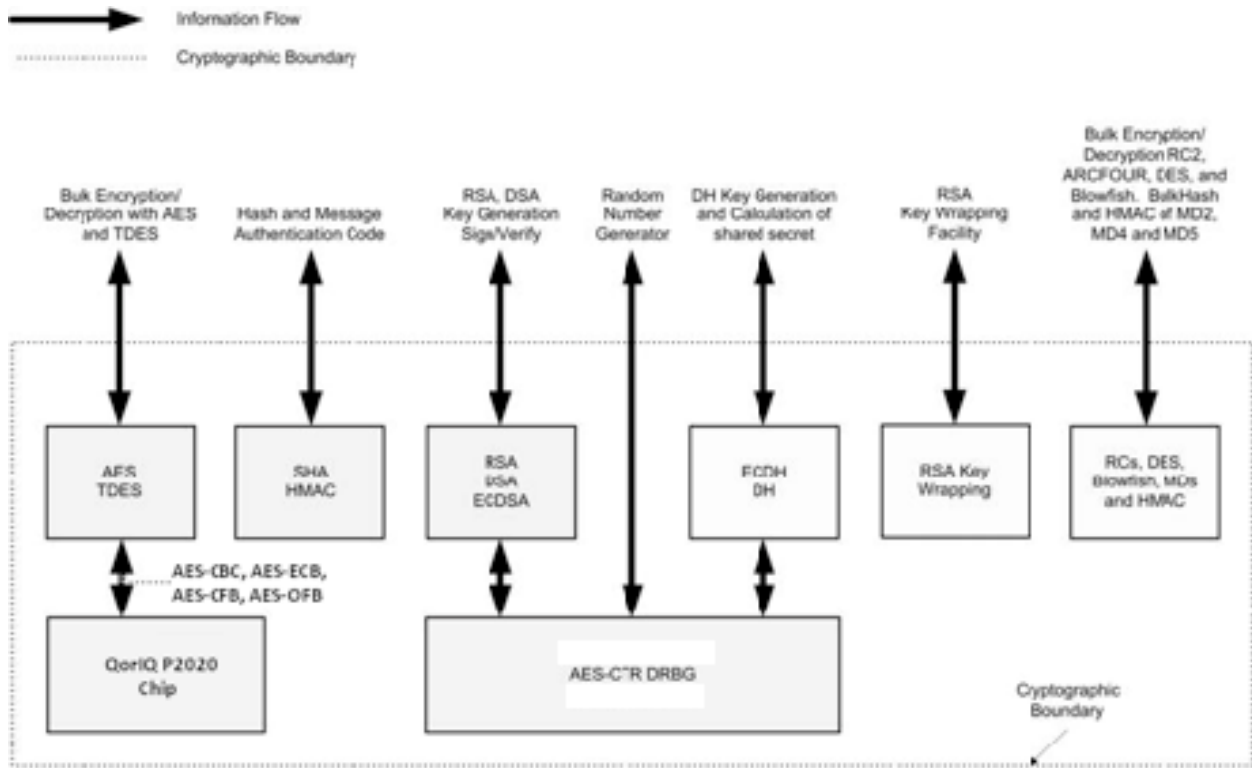 Information Flow
Cryptographic Boundary
Bulk Encryption/
Decryption with AES
and TDES
Hash and Message
Authentication Code
RSA, DSA
Key Generation
Sign/Verify
Random
Number
Generator
DH Key Generation
and Calculation of
shared secret
RSA
Key Wrapping
Facility
Bulk Encryption/
Decryption RC2,
ARCFOUR, DES, and
Blowfish. BulkHash
and HMAC of MD2,
MD4 and MD5
AES
TDES
SHA
HMAC
RSA
DSA
ECDSA
ECDH
DH
RSA Key
Wrapping
RCs, DES,
Blowfish, MDs
and HMAC
AES-CBC, AES-ECB,
AES-CFB, AES-OFB
QorIQ P2020
Chip
AES-CTR DRBG
Cryptographic
Boundary